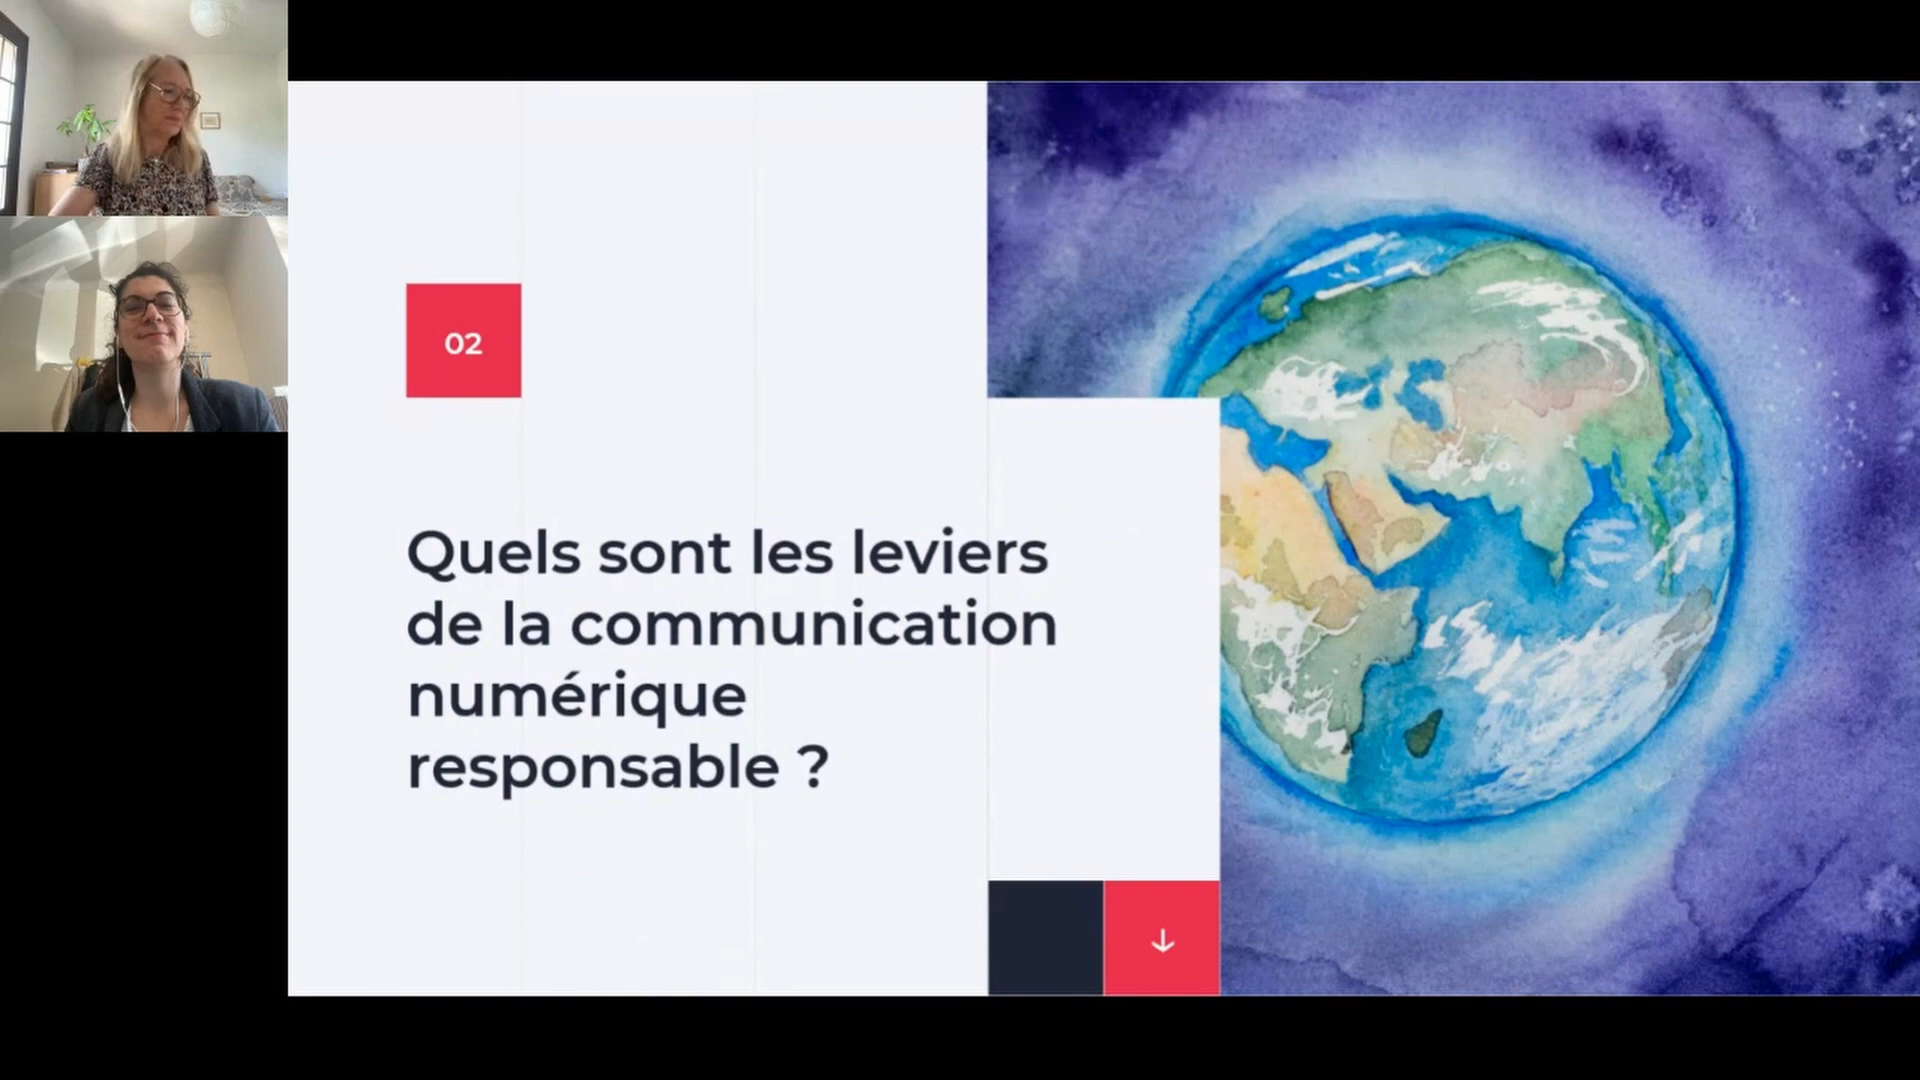 02
Quels sont les leviers
de la communication
numérique
responsable ?